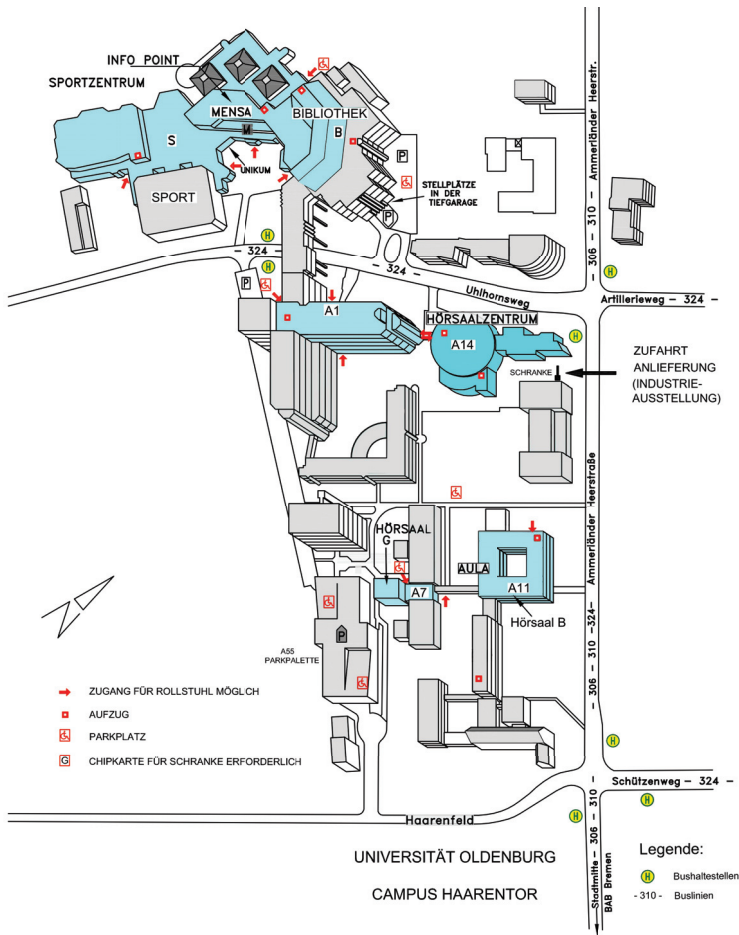 INFO POINT
SPORTZENTRUM
MENSA
M
BIBLIOTHEK
B
S
UNIKUM
SPORT
P
STELLPLÄTZE
IN DER
TIEFGARAGE
P
Ammerländer Heerstr.
- 306 - 310 -
H
H
H
- 324 -
- 324 -
Uhlhornsweg
Artillerieweg - 324 -
P
A1
HÖRSAALZENTRUM
A14
H
SCHRANKE
ZUFAHRT
ANLIEFERUNG
(INDUSTRIE-
AUSSTELLUNG)
Ammerländer Heerstraße
- 306 - 310 -324-
HÖRSAAL
G
AULA
A7
A11
Hörsaal B
P
A55
PARKPALETTE
ZUGANG FÜR ROLLSTUHL MÖGLCH
AUFZUG
PARKPLATZ
G CHIPKARTE FÜR SCHRANKE ERFORDERLICH
H
Schützenweg - 324 -
H
H
Haarenfeld
Stadtmitte - 306 - 310 -
BAB Bremen
UNIVERSITÄT OLDENBURG
CAMPUS HAARENTOR
Legende:
H Bushaltestellen
- 310 - Buslinien